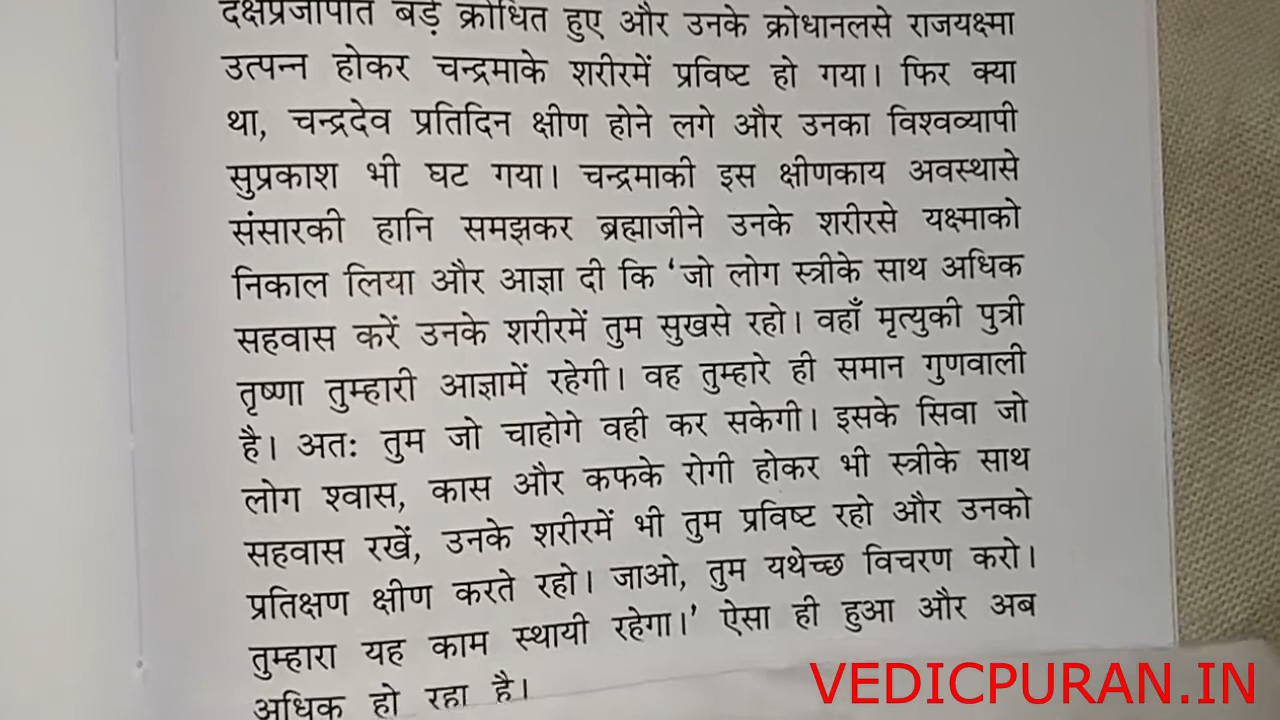 दक्षप्रजापति बड़े क्रोधित हुए और उनके क्रोधानलसे राजयक्ष्मा
उत्पन्न होकर चन्द्रमाके शरीरमें प्रविष्ट हो गया। फिर क्या
था, चन्द्रदेव प्रतिदिन क्षीण होने लगे और उनका विश्वव्यापी
सुप्रकाश भी घट गया। चन्द्रमाकी इस क्षीणकाय अवस्थासे
संसारकी हानि समझकर ब्रह्माजीने उनके शरीरसे यक्ष्माको
निकाल लिया और आज्ञा दी कि ‘जो लोग स्त्रीके साथ अधिक
सहवास करें उनके शरीरमें तुम सुखसे रहो। वहाँ मृत्युकी पुत्री
तृष्णा तुम्हारी आज्ञामें रहेगी। वह तुम्हारे ही समान गुणवाली
है। अतः तुम जो चाहोगे वही कर सकेगी। इसके सिवा जो
लोग श्वास, कास और कफके रोगी होकर भी स्त्रीके साथ
सहवास रखें, उनके शरीरमें भी तुम प्रविष्ट रहो और उनको
प्रतिक्षण क्षीण करते रहो। जाओ, तुम यथेच्छ विचरण करो।
तुम्हारा यह काम स्थायी रहेगा।’ ऐसा ही हुआ और अब
अधिक हो रहा है।
VEDICPURAN.IN